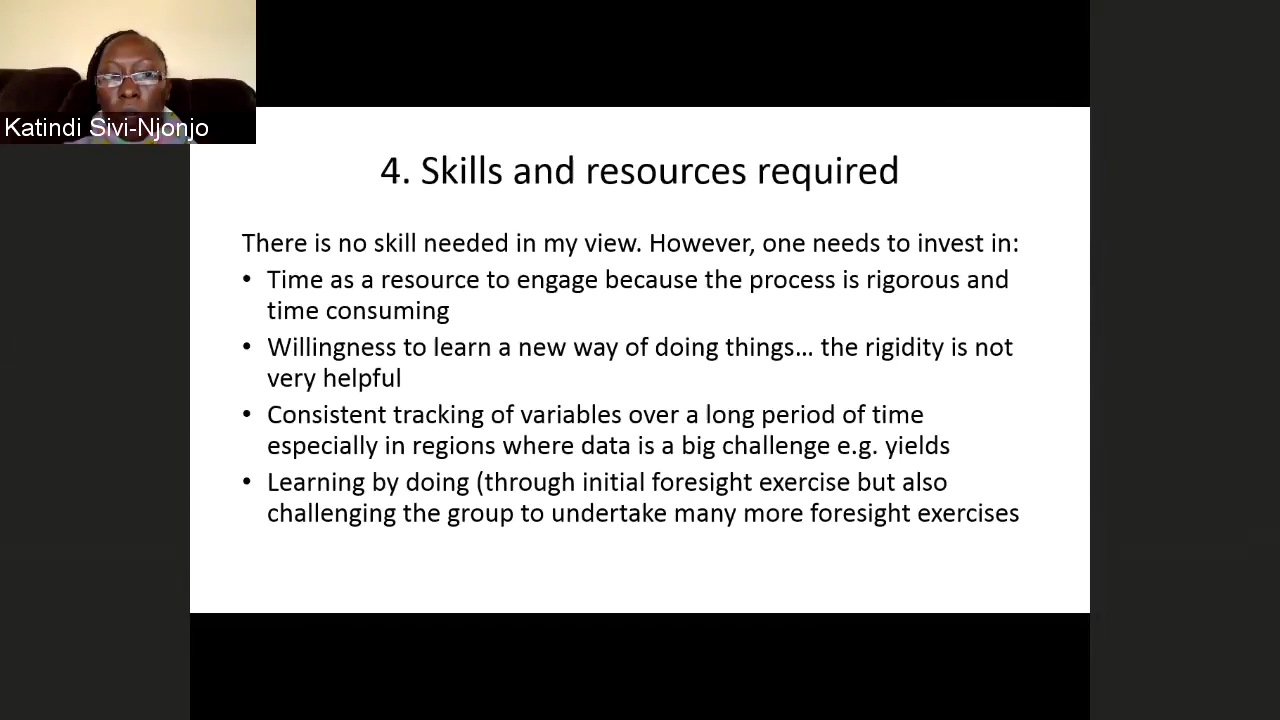 Katindi Sivi-Njonjo
4. Skills and resources required
There is no skill needed in my view. However, one needs to invest in:
• Time as a resource to engage because the process is rigorous and
time consuming
• Willingness to learn a new way of doing things... the rigidity is not
very helpful
• Consistent tracking of variables over a long period of time
especially in regions where data is a big challenge e.g. yields
• Learning by doing (through initial foresight exercise but also
challenging the group to undertake many more foresight exercises